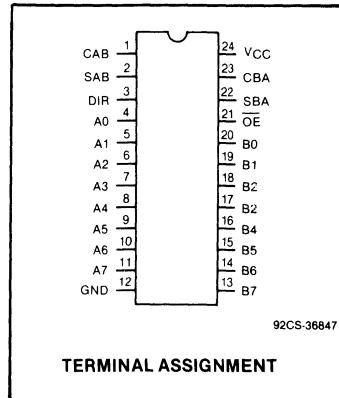 CAB 1 24 VCC
SAB 2 23 CBA
DIR 3 22 SBA
A0 4 21 OE
A1 5 20 B0
A2 6 19 B1
A3 7 18 B2
A4 8 17 B2
A5 9 16 B4
A6 10 15 B5
A7 11 14 B6
GND 12 13 B7
92CS-36847
TERMINAL ASSIGNMENT